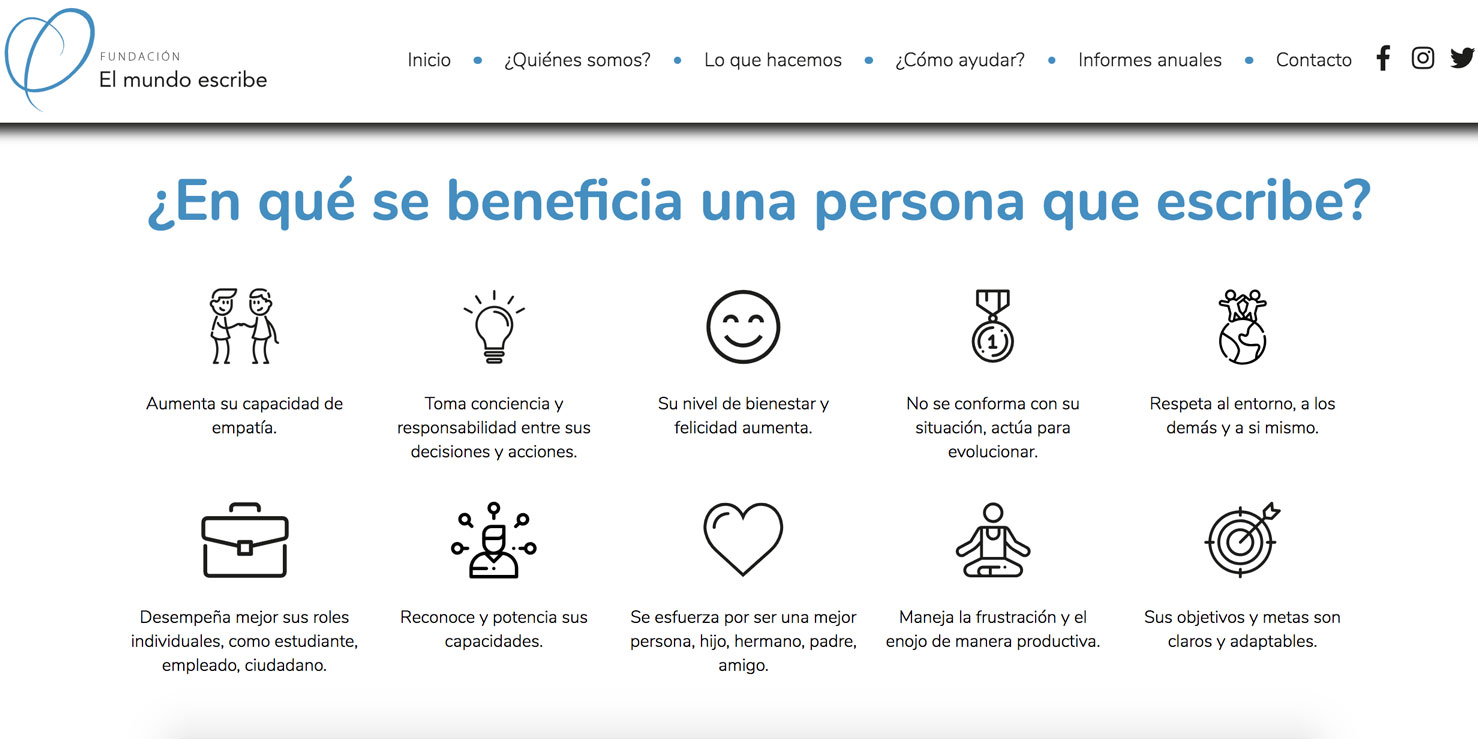 FUNDACIÓN
El mundo escribe
Inicio • ¿Quiénes somos? • Lo que hacemos • ¿Cómo ayudar? • Informes anuales • Contacto
¿En qué se beneficia una persona que escribe?
1
Aumenta su capacidad de
empatía.
Toma conciencia y
responsabilidad entre sus
decisiones y acciones.
Su nivel de bienestar y
felicidad aumenta.
No se conforma con su
situación, actúa para
evolucionar.
Respeta al entorno, a los
demás y a si mismo.
Desempeña mejor sus roles
individuales, como estudiante,
empleado, ciudadano.
Reconoce y potencia sus
capacidades.
Se esfuerza por ser una mejor
persona, hijo, hermano, padre,
amigo.
Maneja la frustración y el
enojo de manera productiva.
Sus objetivos y metas son
claros y adaptables.